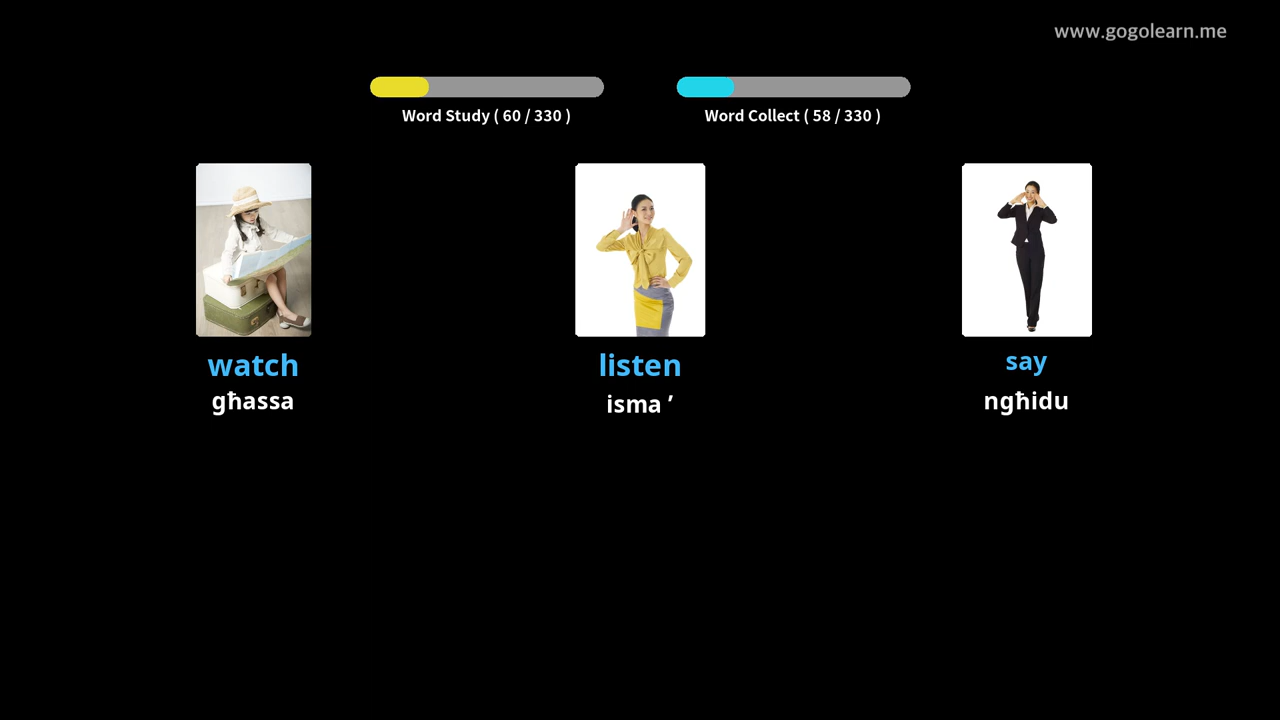 www.gogolearn.me
Word Study ( 60 / 330 )
Word Collect ( 58 / 330 )
watch
listen
say
għassa
isma ’
ngħidu